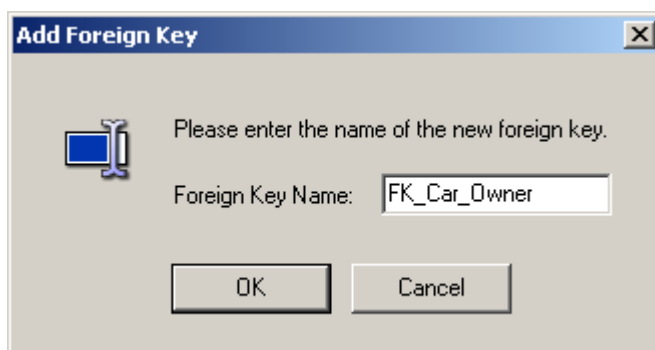 Add Foreign Key
Please enter the name of the new foreign key.
Foreign Key Name: FK_Car_Owner
OK Cancel